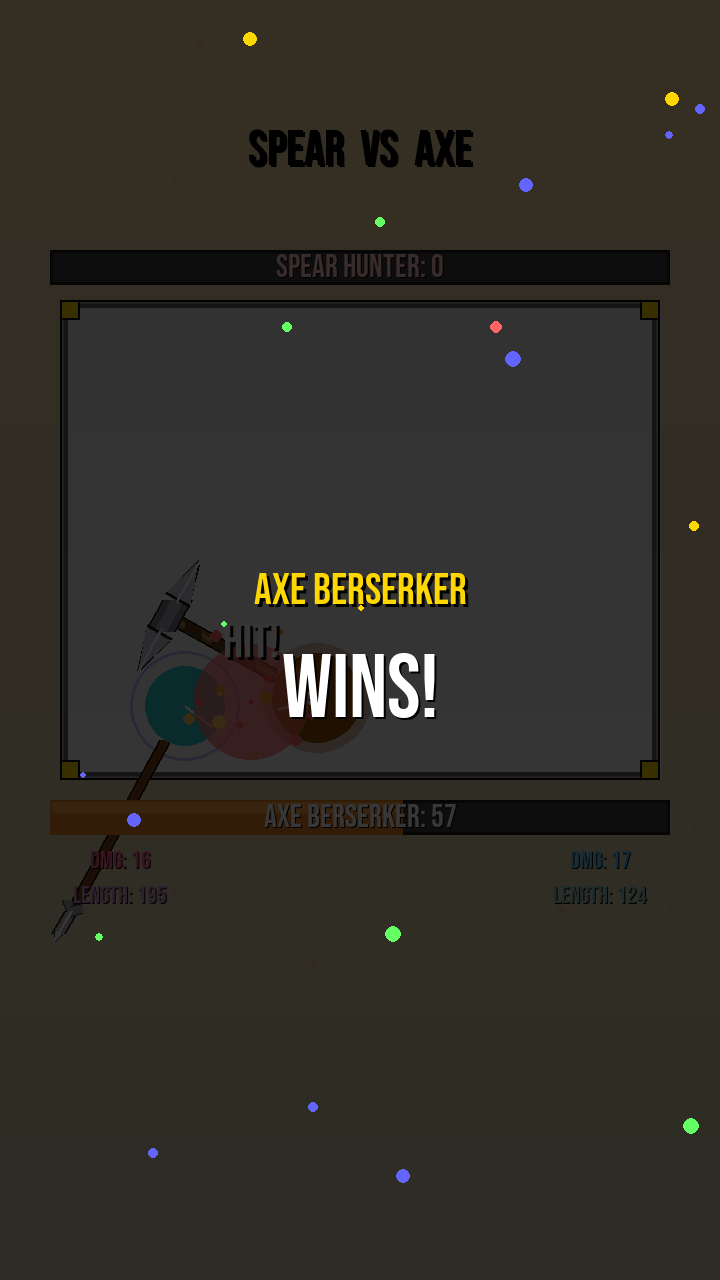 SPEAR VS AXE
SPEAR HUNTER: 0
AXE BERSERKER
HIT!
WINS!
AXE BERSERKER: 57
DMG: 16
DMG: 17
LENGTH: 195
LENGTH: 124